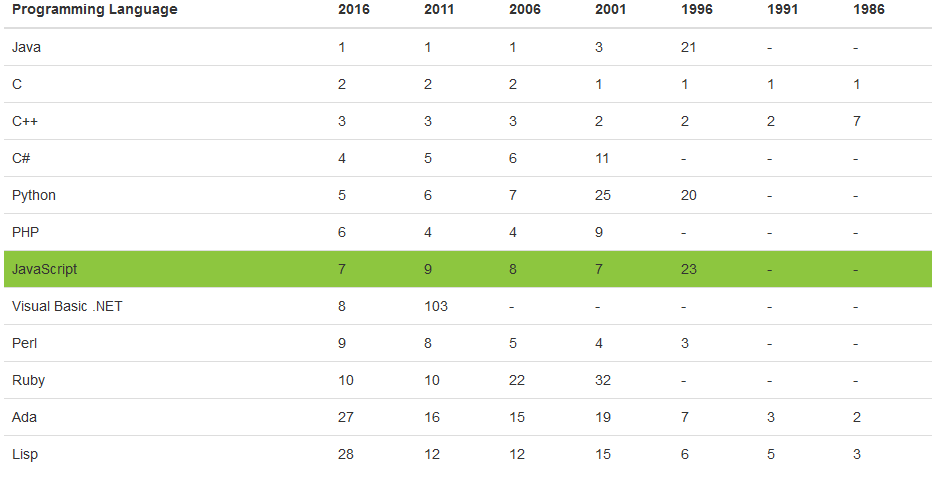 Programming Language 2016 2011 2006 2001 1996 1991 1986
Java 1 1 1 3 21 - -
C 2 2 2 1 1 1 1
C++ 3 3 3 2 2 2 7
C# 4 5 6 11 - - -
Python 5 6 7 25 20 - -
PHP 6 4 4 9 - - -
JavaScript 7 9 8 7 23 - -
Visual Basic .NET 8 103 - - - - -
Perl 9 8 5 4 3 - -
Ruby 10 10 22 32 - - -
Ada 27 16 15 19 7 3 2
Lisp 28 12 12 15 6 5 3